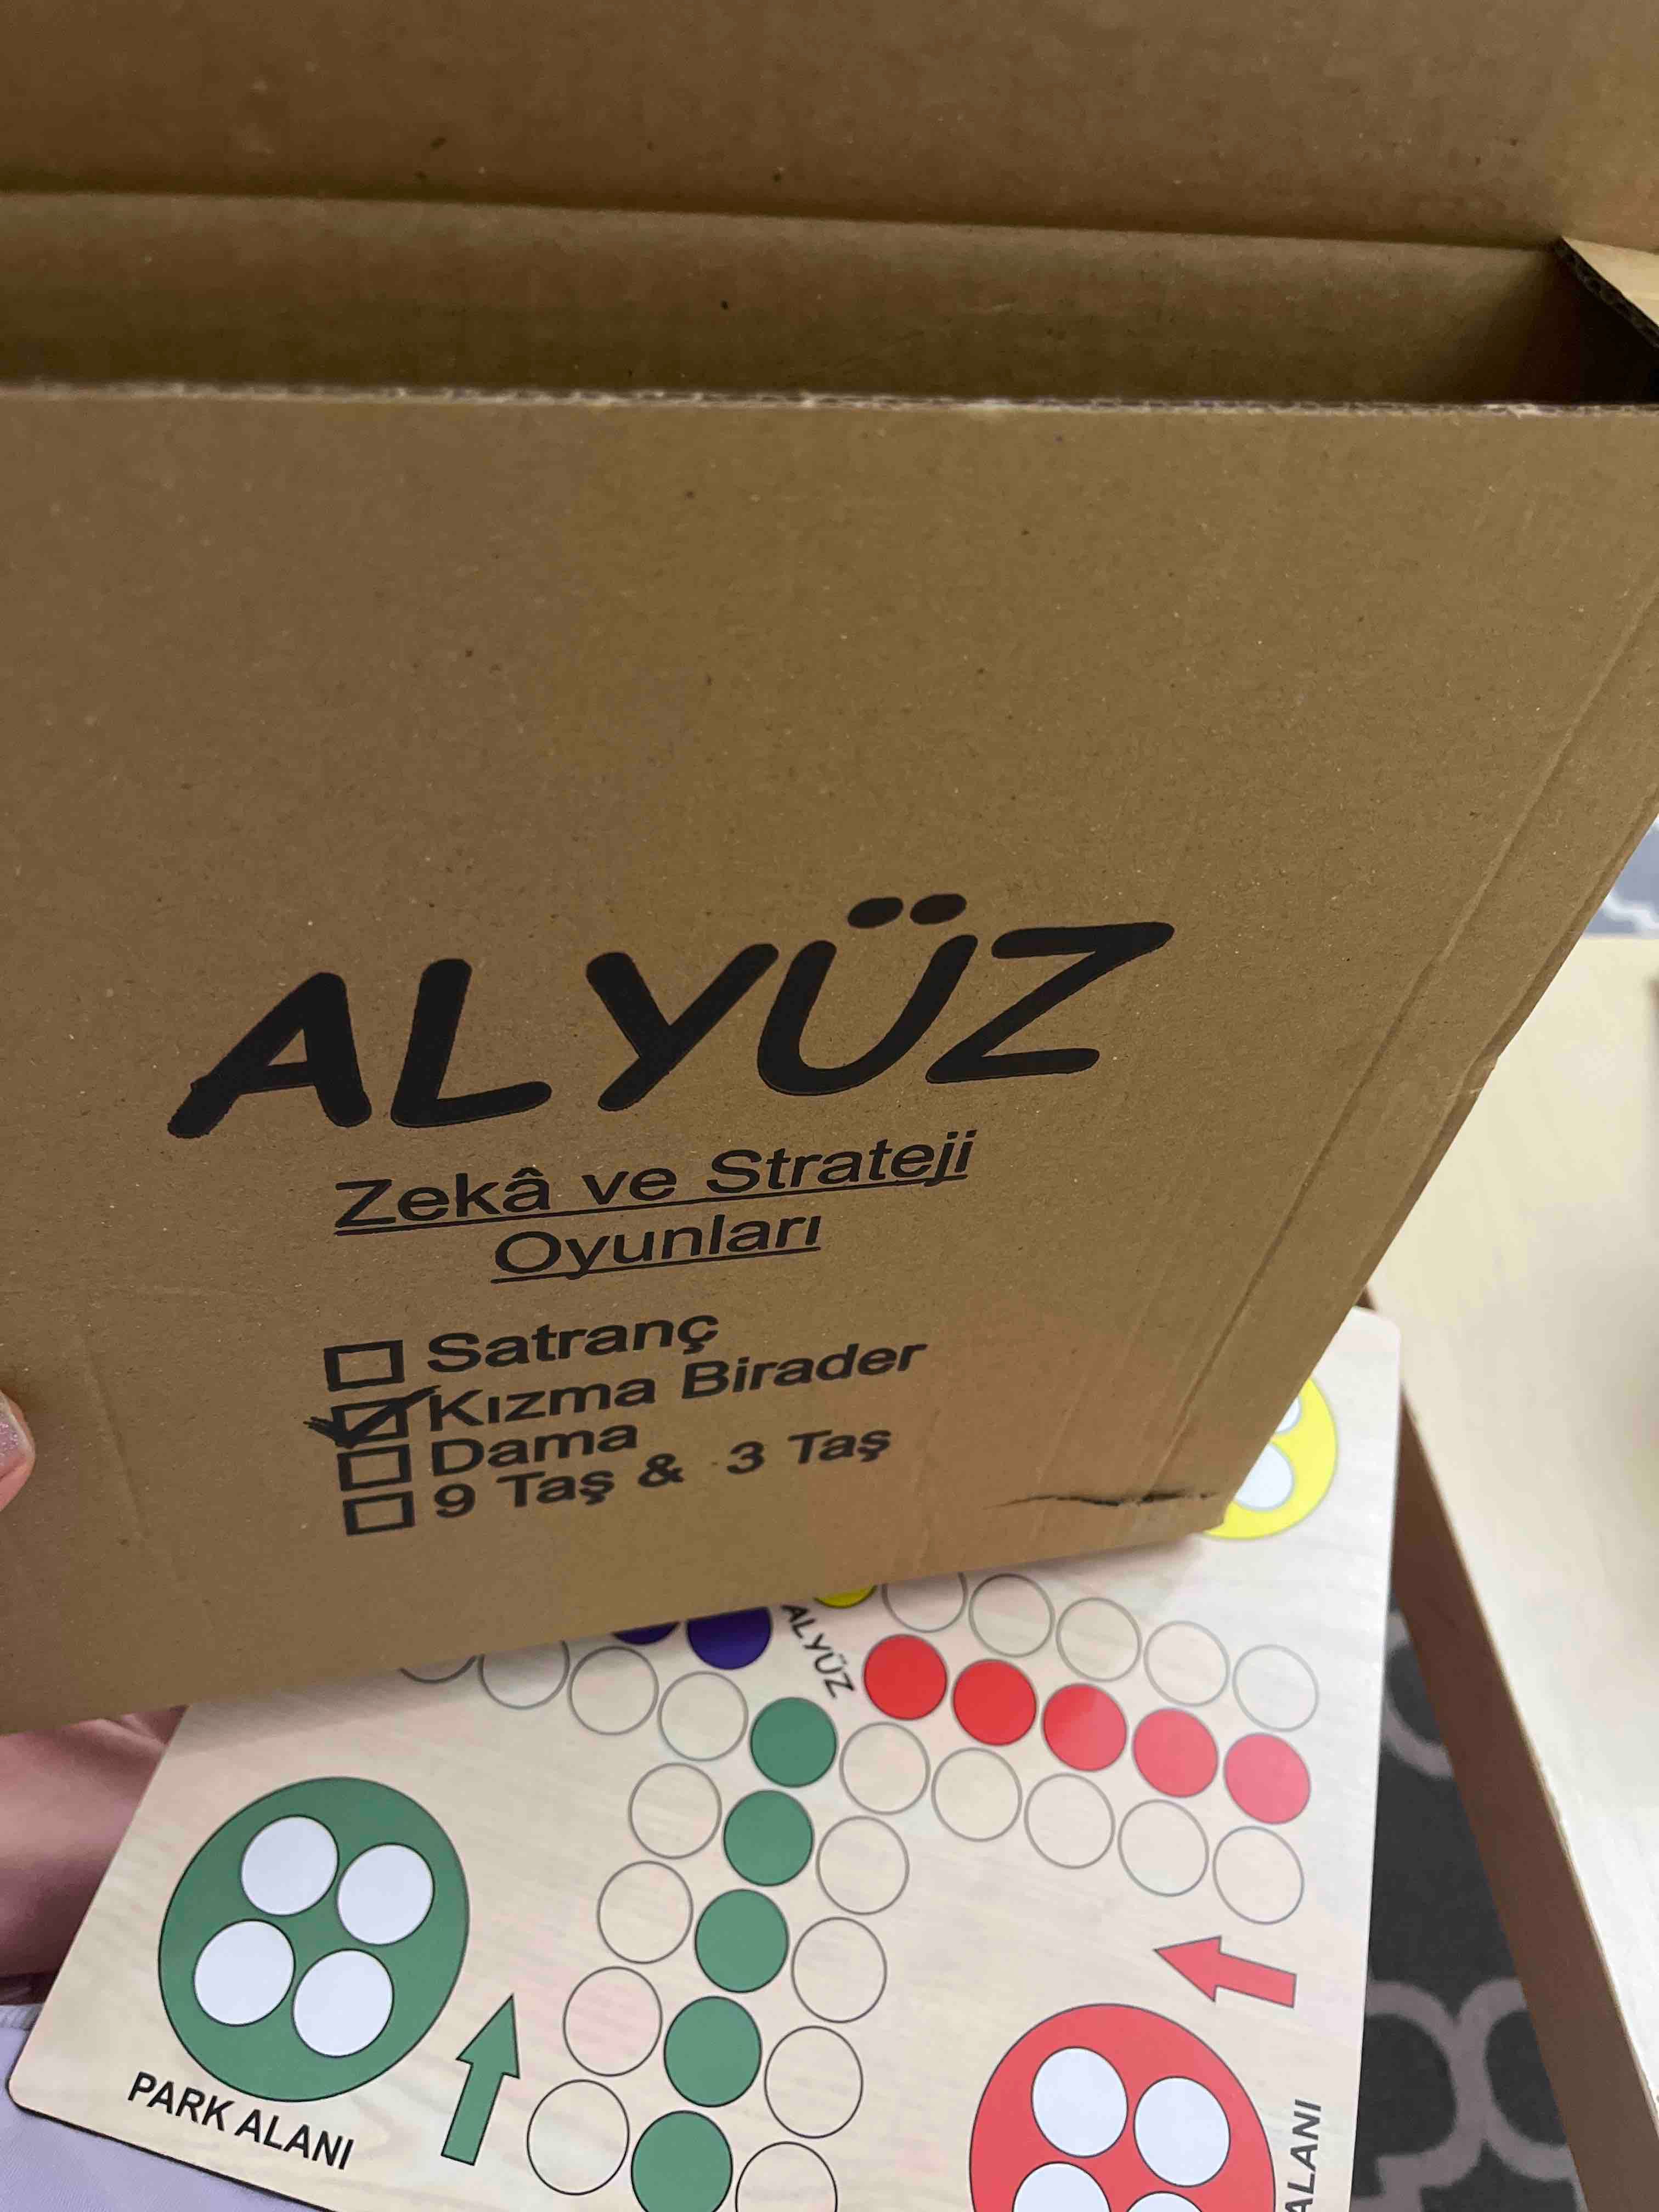 ALYÜZ
Zekâ ve Strateji
Oyunları
Satranç
Kızma Birader
Dama
9 Taş & 3 Taş
ALYÜZ
PARK ALANI
ALANI